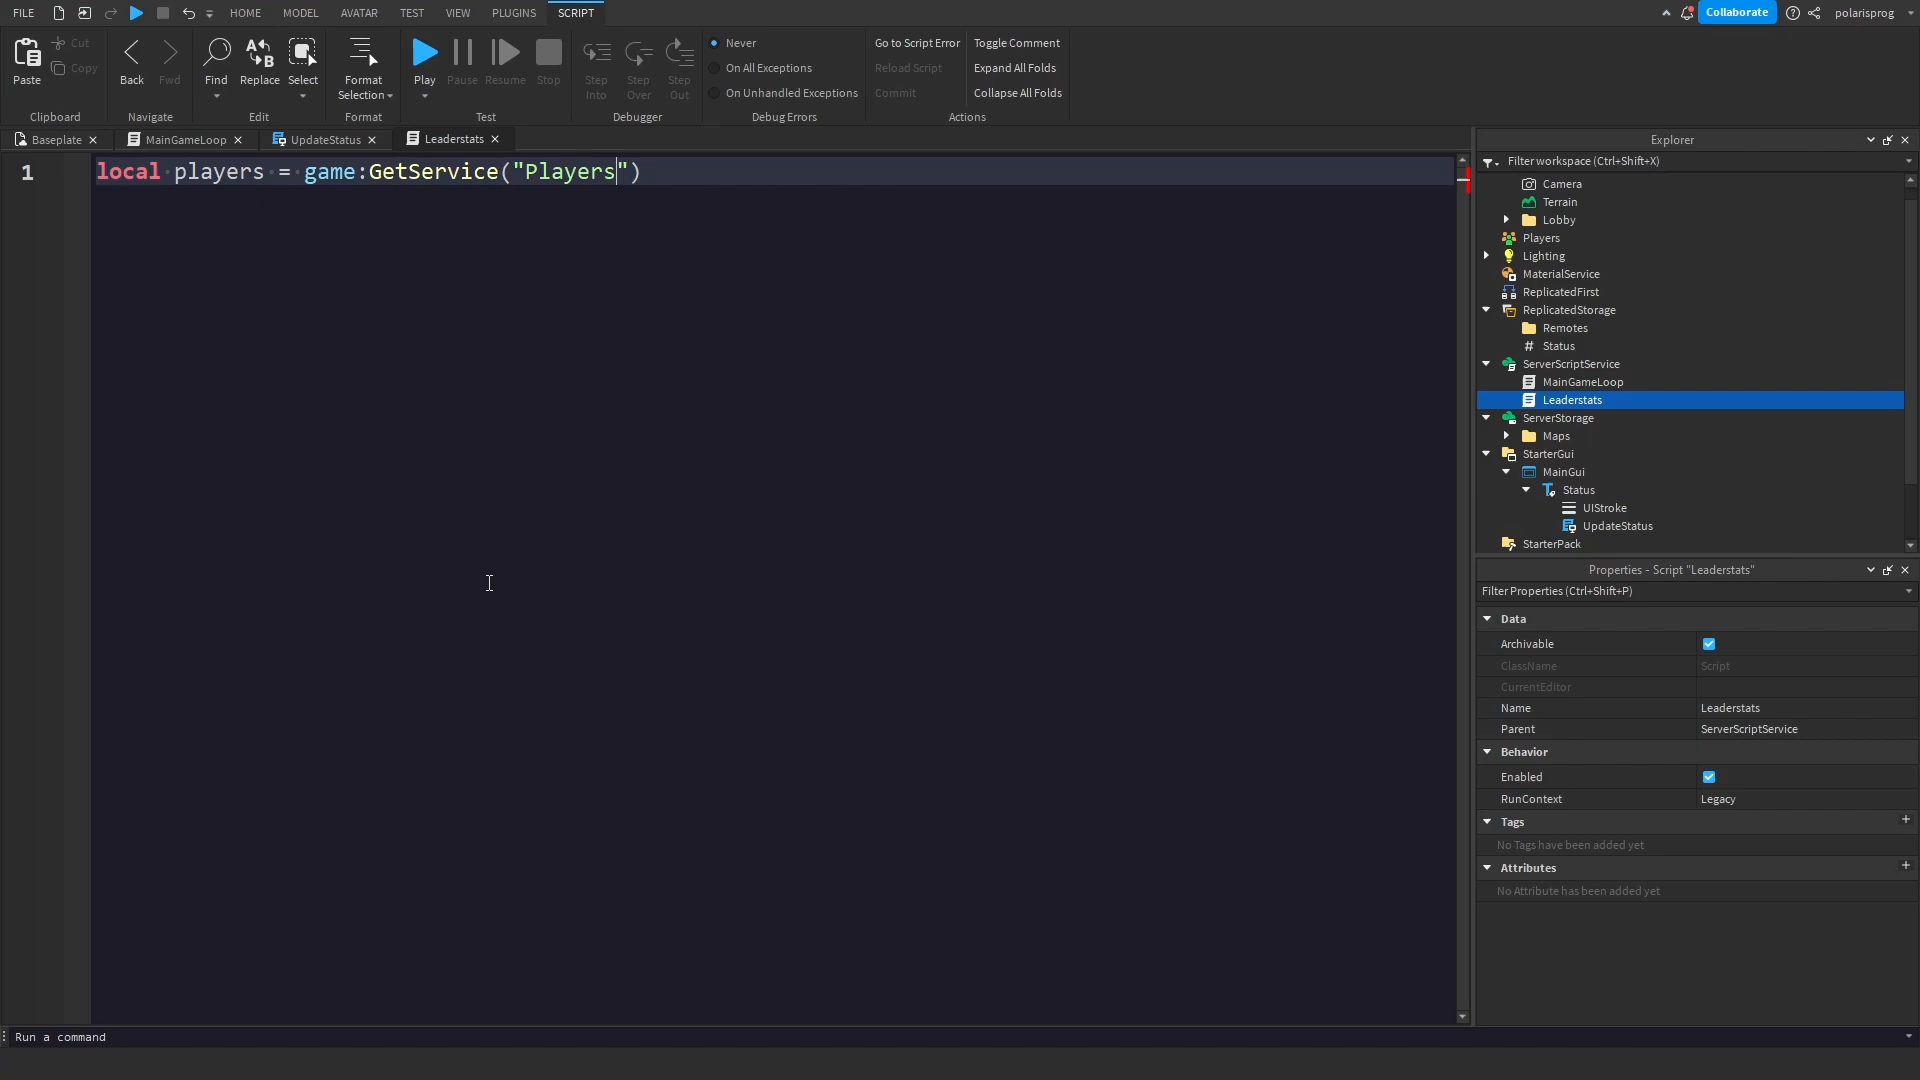 FILE HOME MODEL AVATAR TEST VIEW PLUGINS SCRIPT Collaborate polarisprog
Paste Cut Copy
Clipboard
Back Fwd
Navigate
Find Replace Select
Edit
Format Selection
Format
Play Pause Resume Stop
Test
Step Into Step Over Step Out
Debugger
Never
On All Exceptions
On Unhandled Exceptions
Debug Errors
Go to Script Error Toggle Comment
Reload Script Expand All Folds
Commit Collapse All Folds
Actions
Baseplate MainGameLoop UpdateStatus Leaderstats
1 local players = game:GetService("Players")
Explorer
Filter workspace (Ctrl+Shift+X)
Camera
Terrain
Lobby
Players
Lighting
MaterialService
ReplicatedFirst
ReplicatedStorage
Remotes
# Status
ServerScriptService
MainGameLoop
Leaderstats
ServerStorage
Maps
StarterGui
MainGui
Status
UIStroke
UpdateStatus
StarterPack
Properties - Script "Leaderstats"
Filter Properties (Ctrl+Shift+P)
Data
Archivable
ClassName Script
CurrentEditor
Name Leaderstats
Parent ServerScriptService
Behavior
Enabled
RunContext Legacy
Tags +
No Tags have been added yet
Attributes +
No Attribute has been added yet
Run a command